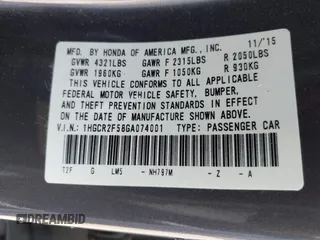 MFD. BY HONDA OF AMERICA MFG., INC. 11/15
GVWR 4321LBS GAWR F 2315LBS R 2050LBS
GVWR 1960KG GAWR F 1050KG R 930KG
THIS VEHICLE CONFORMS TO ALL APPLICABLE
FEDERAL MOTOR VEHICLE SAFETY, BUMPER,
AND THEFT PREVENTION STANDARDS IN EFFECT
ON THE DATE OF MANUFACTURE SHOWN ABOVE.
V.I.N.: 1HGCR2F58GA074001 TYPE: PASSENGER CAR
T2F G LM5 - NH797M - Z - A
DREAMBID